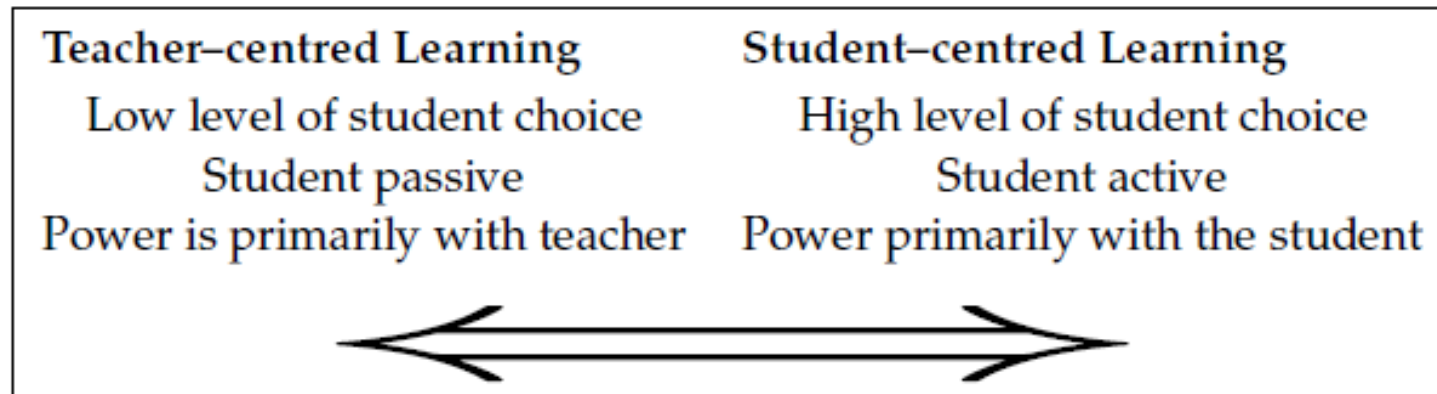 Teacher–centred Learning
Low level of student choice
Student passive
Power is primarily with teacher
Student–centred Learning
High level of student choice
Student active
Power primarily with the student